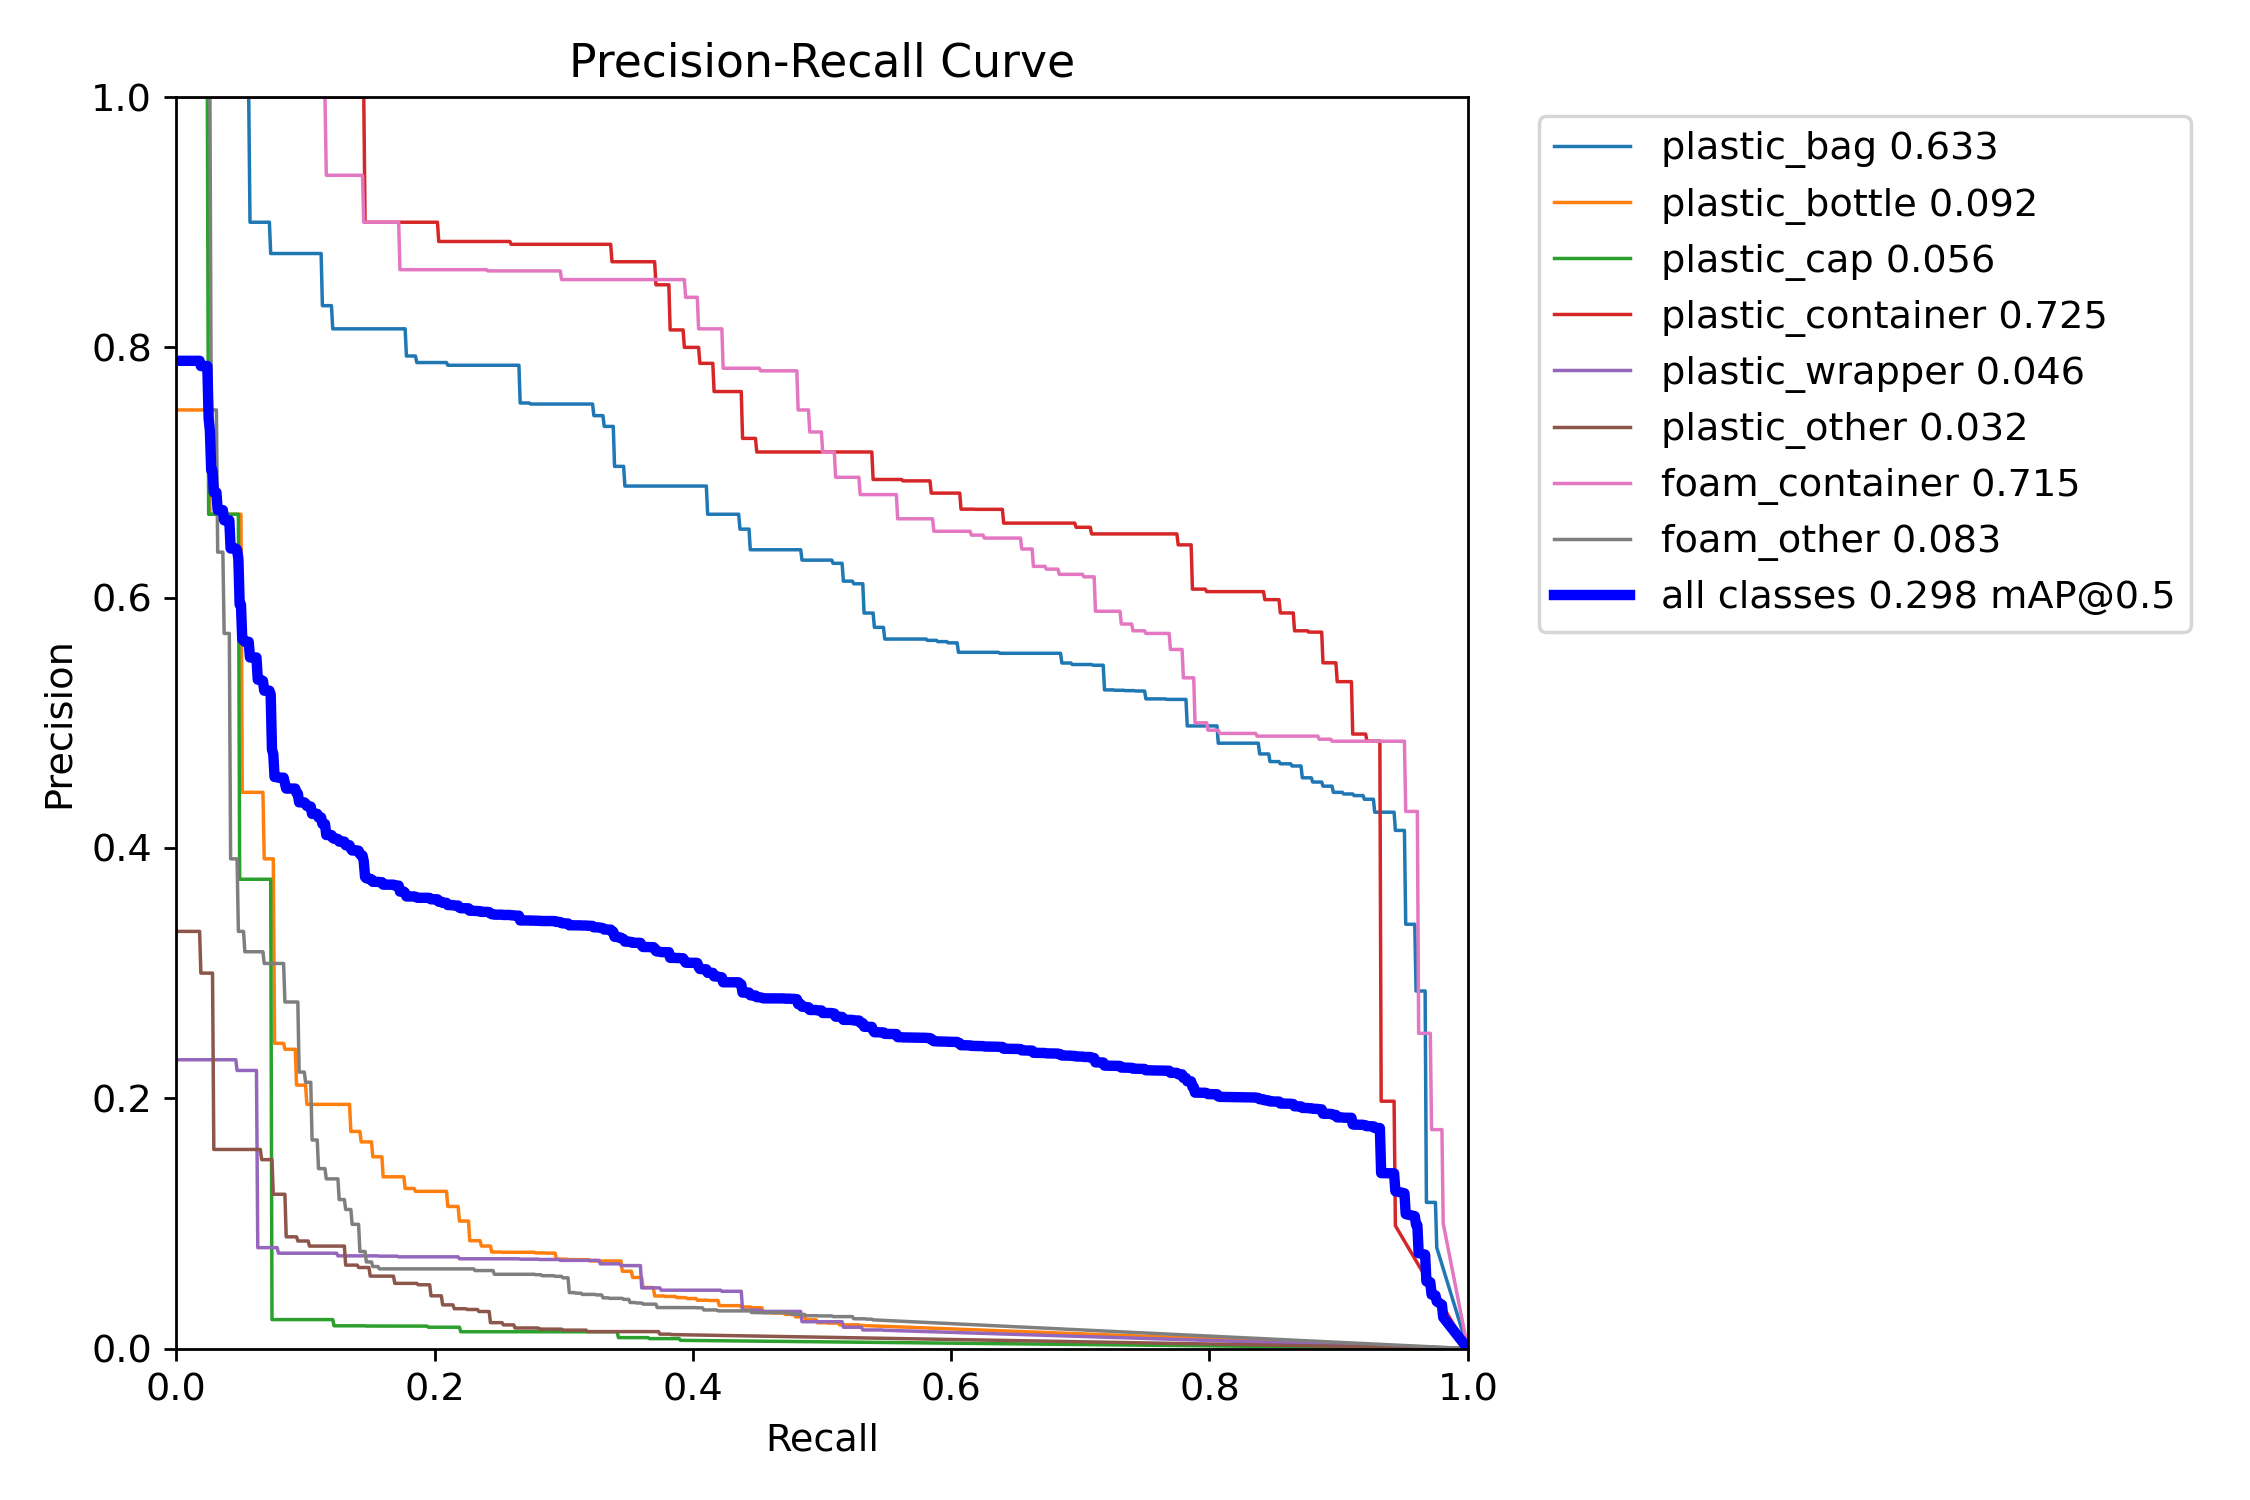 Precision-Recall Curve
1.0
0.8
0.6
0.4
0.2
0.0
Precision
0.0 0.2 0.4 0.6 0.8 1.0
Recall
plastic_bag 0.633
plastic_bottle 0.092
plastic_cap 0.056
plastic_container 0.725
plastic_wrapper 0.046
plastic_other 0.032
foam_container 0.715
foam_other 0.083
all classes 0.298 mAP@0.5